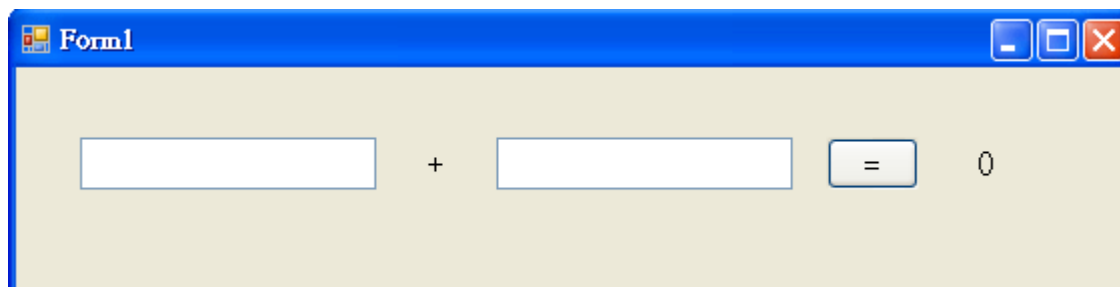 Form1
+ = 0